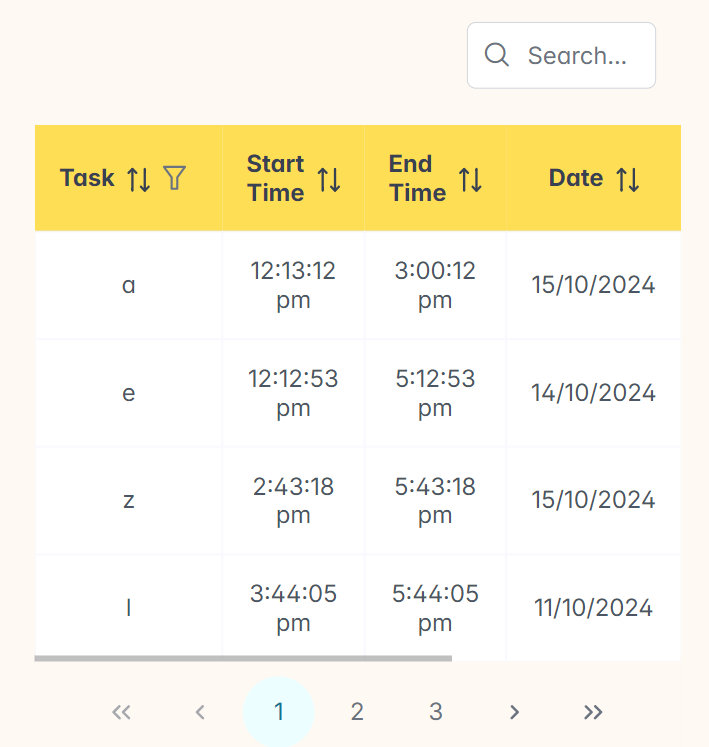 Search...
Task Start Time End Time Date
a 12:13:12 pm 3:00:12 pm 15/10/2024
e 12:12:53 pm 5:12:53 pm 14/10/2024
z 2:43:18 pm 5:43:18 pm 15/10/2024
l 3:44:05 pm 5:44:05 pm 11/10/2024
1 2 3